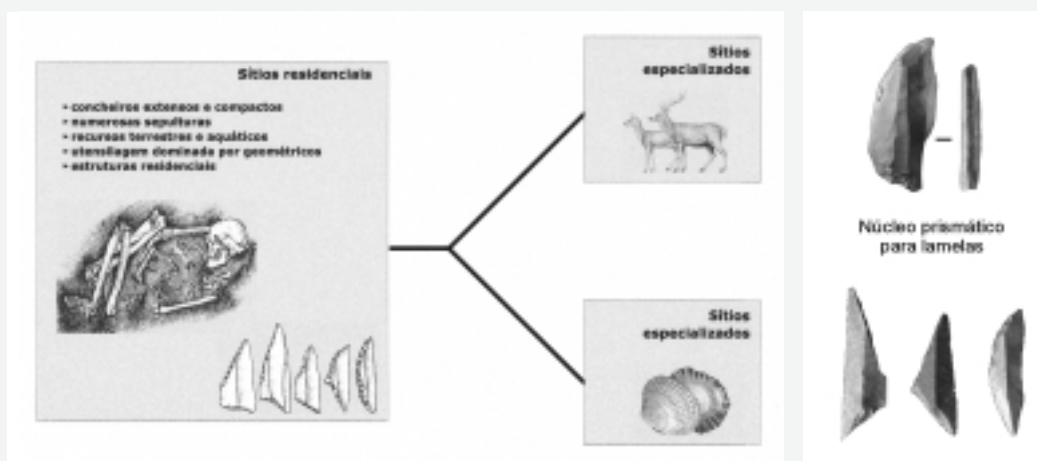 Sítios residenciais
» concheiros extensos e compactos
» numerosas sepulturas
» recursos terrestres e aquáticos
» utensilagem dominada por geométricos
» estruturas residenciais
Sítios
especializados
Sítios
especializados
Núcleo prismático
para lamelas